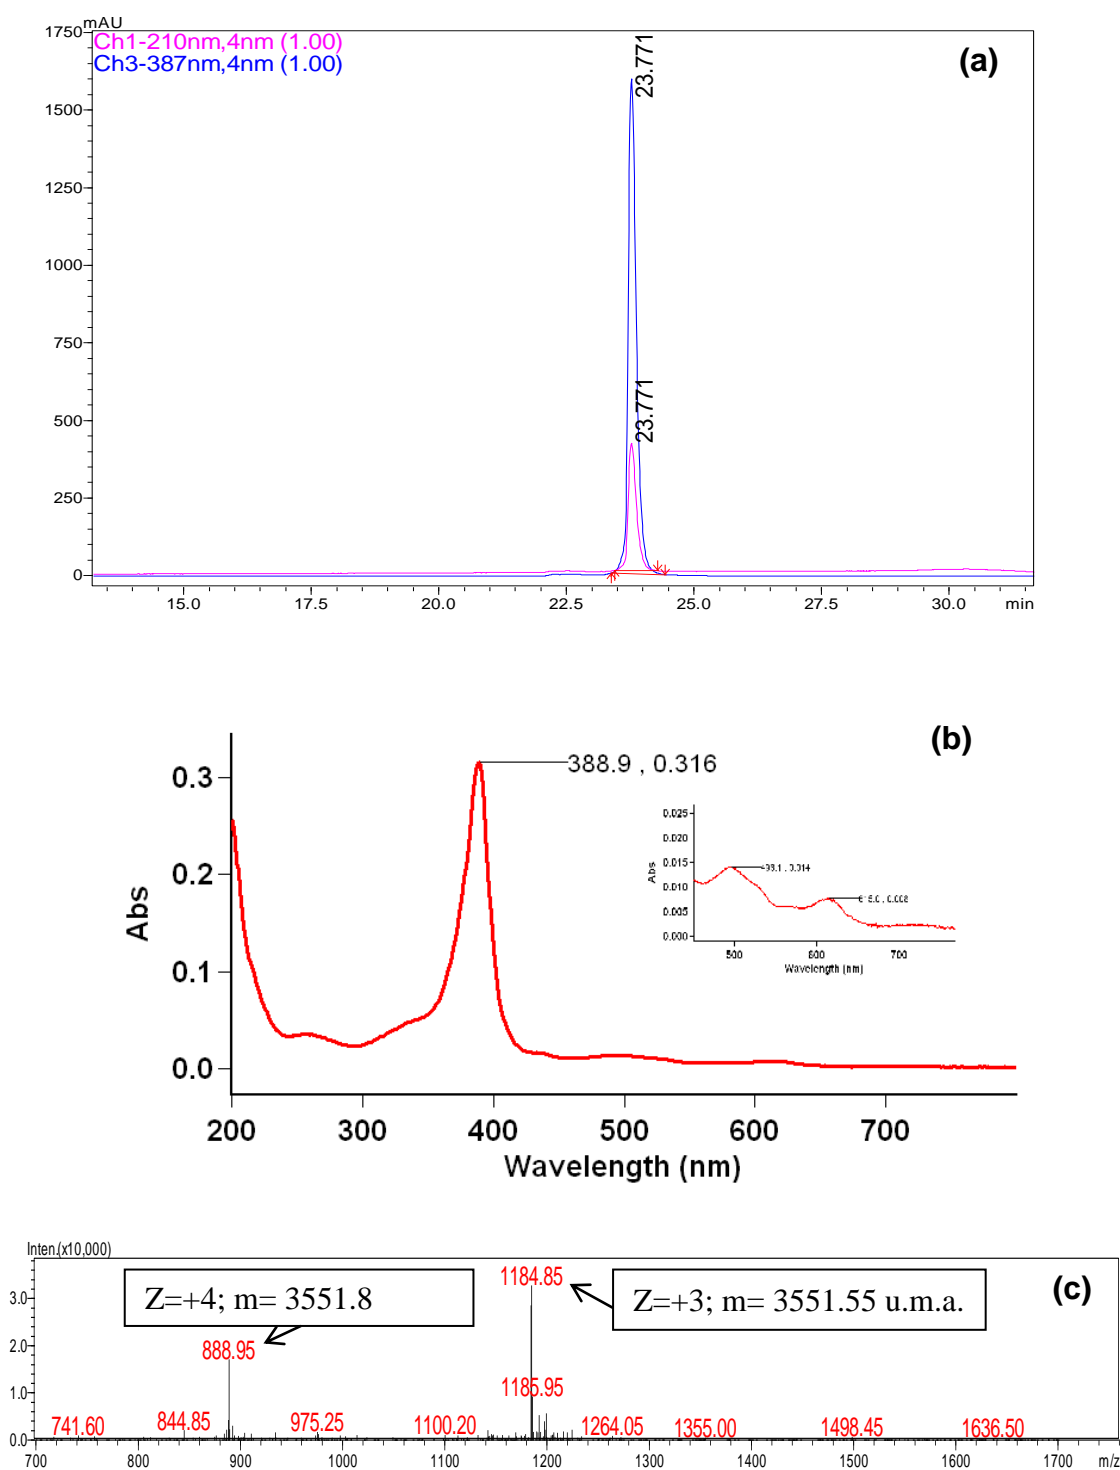 mAU
1750
Ch1-210nm,4nm (1.00)
Ch3-387nm,4nm (1.00)
(a)
23.771
1500
1250
1000
750
23.771
500
250
0
15.0 17.5 20.0 22.5 25.0 27.5 30.0 min
(b)
388.9 , 0.316
0.3
0.2
0.1
0.0
Abs
200 300 400 500 600 700
Wavelength (nm)
0.025
0.020
0.015
0.010
0.005
0.000
Abs
500 600 700
Wavelength (nm)
Inten.(x10,000)
(c)
Z=+4; m= 3551.8
1184.85
Z=+3; m= 3551.55 u.m.a.
3.0
2.0
1.0
0.0
888.95
1185.95
741.60 844.85 975.25 1100.20 1264.05 1355.00 1498.45 1636.50
700 800 900 1000 1100 1200 1300 1400 1500 1600 1700 m/z